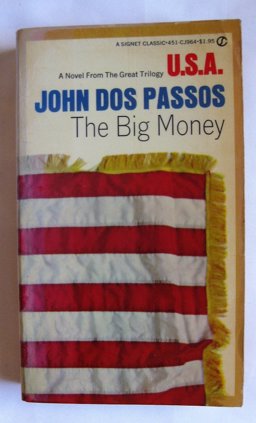 A SIGNET CLASSIC • 451-CJ964 • $1.95
A Novel From The Great Trilogy U.S.A.
JOHN DOS PASSOS
The Big Money